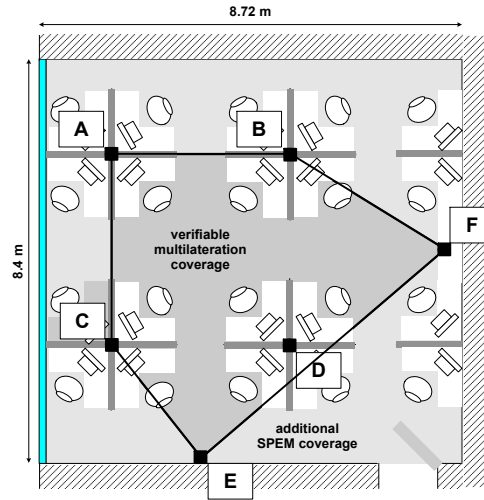 8.72 m
A
B
F
verifiable
multilateration
coverage
8.4 m
C
D
additional
SPEM coverage
E